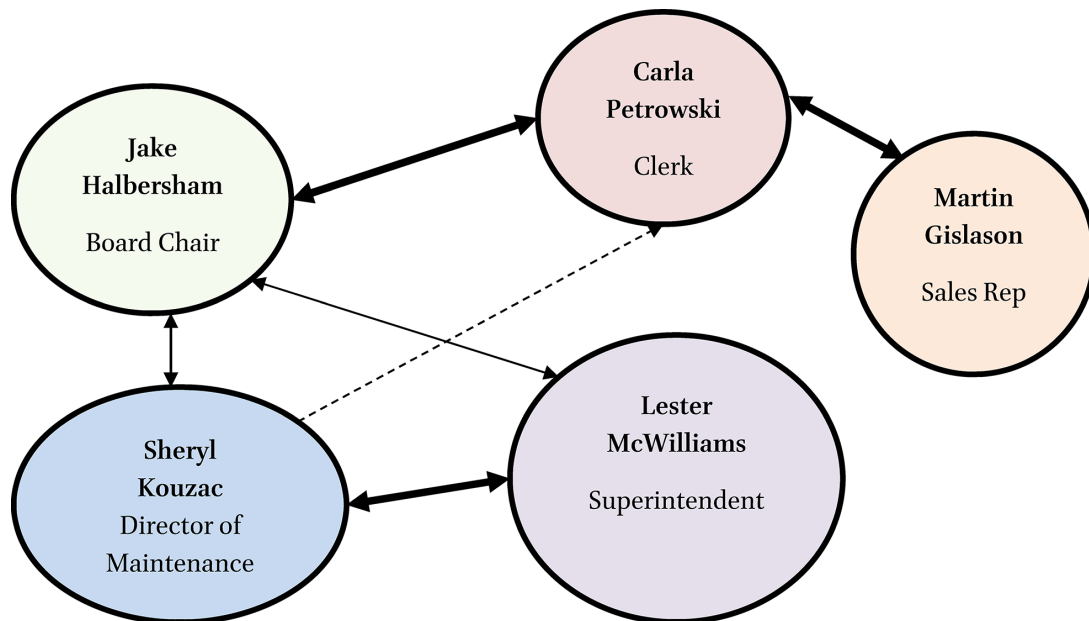 Jake
Halbersham
Board Chair
Carla
Petrowski
Clerk
Martin
Gislason
Sales Rep
Sheryl
Kouzac
Director of
Maintenance
Lester
McWilliams
Superintendent